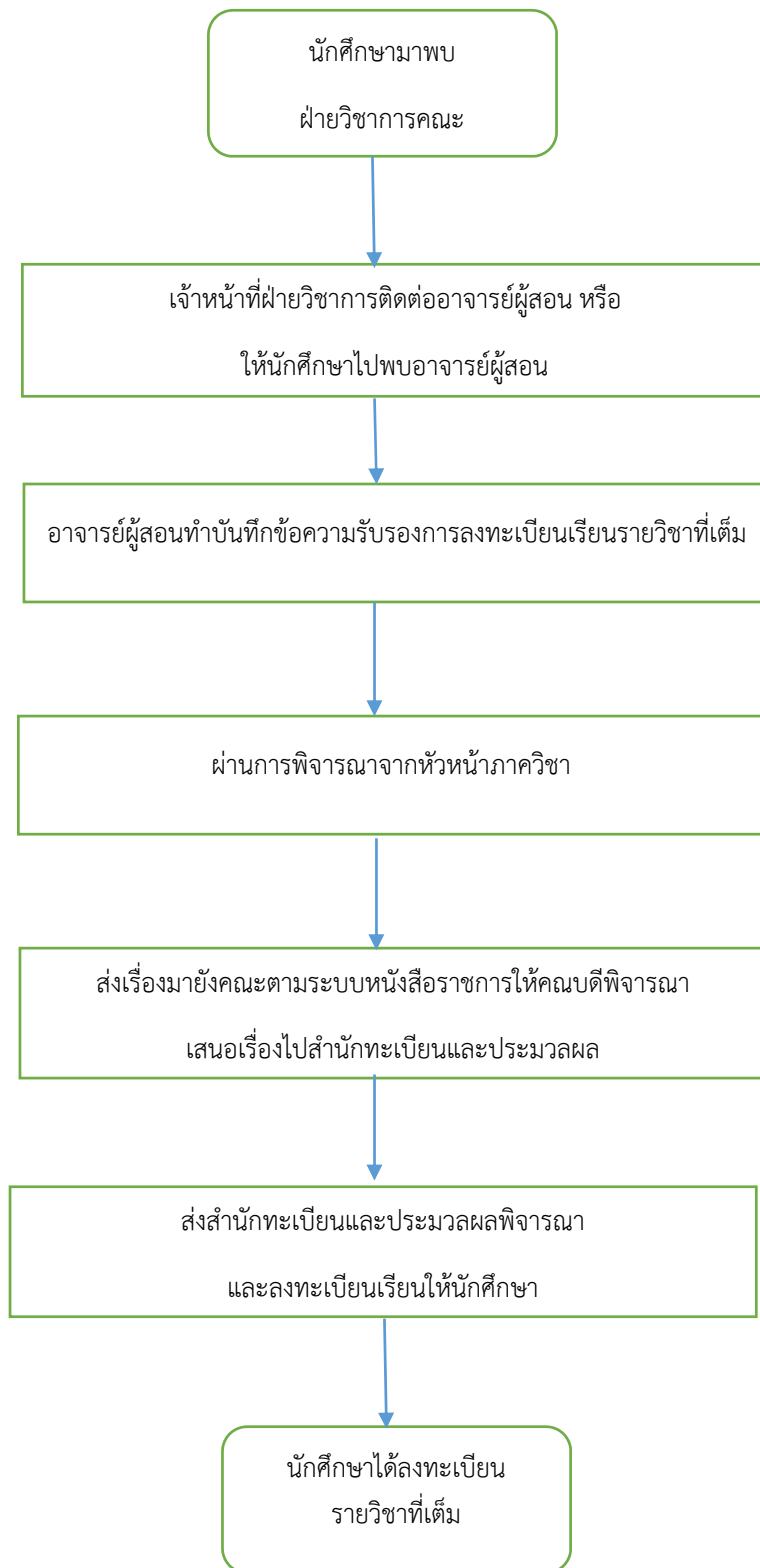 นักศึกษามาพบ
ฝ่ายวิชาการคณะ
เจ้าหน้าที่ฝ่ายวิชาการติดต่ออาจารย์ผู้สอน หรือ
ให้นักศึกษาไปพบอาจารย์ผู้สอน
อาจารย์ผู้สอนทำบันทึกข้อความรับรองการลงทะเบียนเรียนรายวิชาที่เต็ม
ผ่านการพิจารณาจากหัวหน้าภาควิชา
ส่งเรื่องมายังคณะตามระบบหนังสือราชการให้คณบดีพิจารณา
เสนอเรื่องไปสำนักทะเบียนและประมวลผล
ส่งสำนักทะเบียนและประมวลผลพิจารณา
และลงทะเบียนเรียนให้นักศึกษา
นักศึกษาได้ลงทะเบียน
รายวิชาที่เต็ม